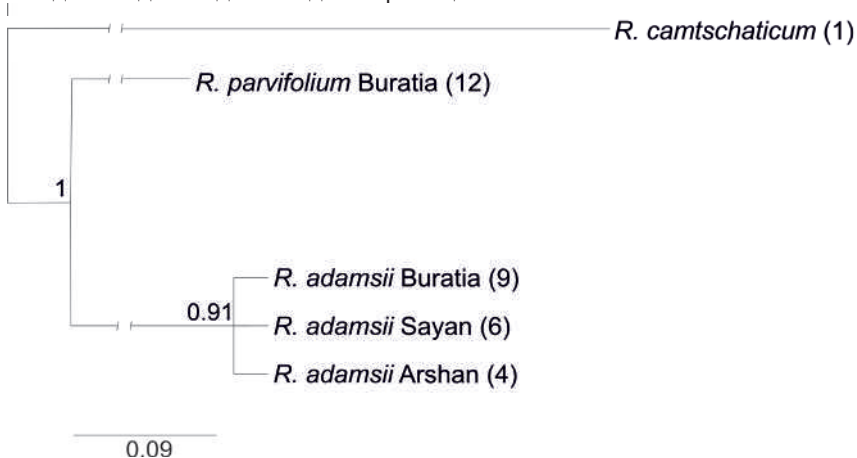 R. camtschaticum (1)
R. parvifolium Buratia (12)
1
R. adamsii Buratia (9)
0.91
R. adamsii Sayan (6)
R. adamsii Arshan (4)
0.09